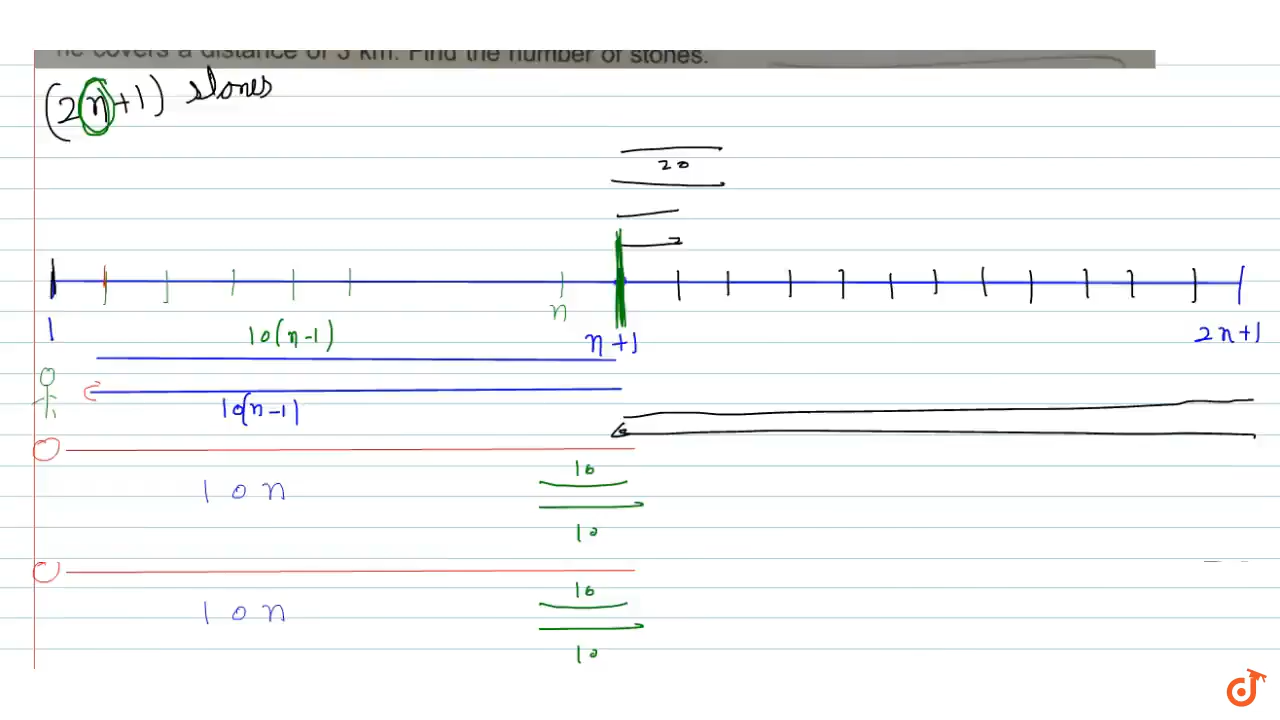 he covers a distance of 3 km. Find the number of stones.
(2n+1) stones
20
n
1 10(n-1) n+1 2n+1
10(n-1)
10
10n
10
10
10n
10